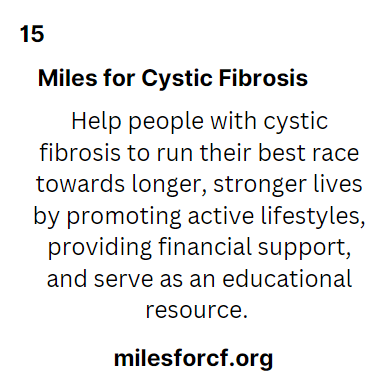 15
Miles for Cystic Fibrosis
Help people with cystic
fibrosis to run their best race
towards longer, stronger lives
by promoting active lifestyles,
providing financial support,
and serve as an educational
resource.
milesforcf.org